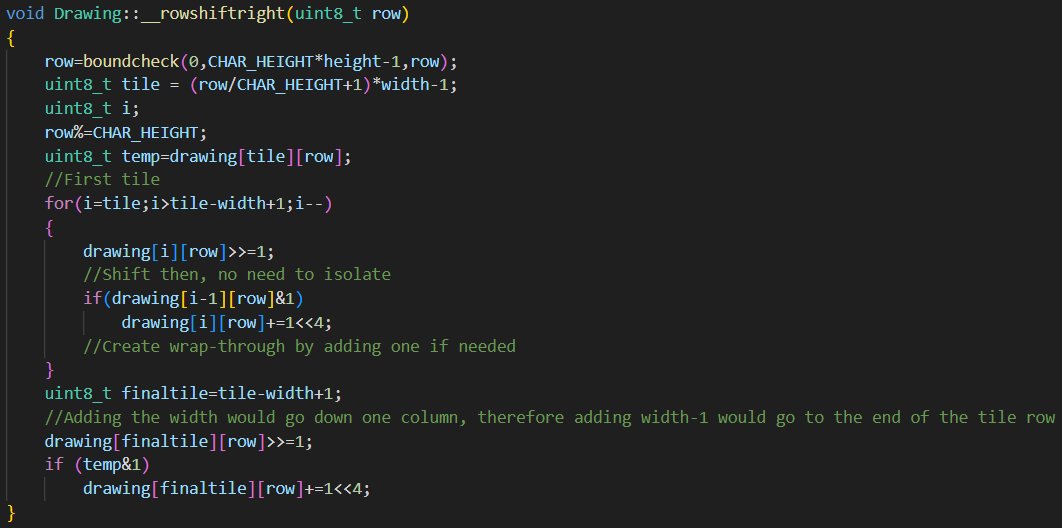 void Drawing::__rowshiftright(uint8_t row)
{
    row=boundcheck(0,CHAR_HEIGHT*height-1,row);
    uint8_t tile = (row/CHAR_HEIGHT+1)*width-1;
    uint8_t i;
    row%=CHAR_HEIGHT;
    uint8_t temp=drawing[tile][row];
    //First tile
    for(i=tile;i>tile-width+1;i--)
    {
        drawing[i][row]>>=1;
        //Shift then, no need to isolate
        if(drawing[i-1][row]&1)
            drawing[i][row]+=1<<4;
        //Create wrap-through by adding one if needed
    }
    uint8_t finaltile=tile-width+1;
    //Adding the width would go down one column, therefore adding width-1 would go to the end of the tile row
    drawing[finaltile][row]>>=1;
    if (temp&1)
        drawing[finaltile][row]+=1<<4;
}